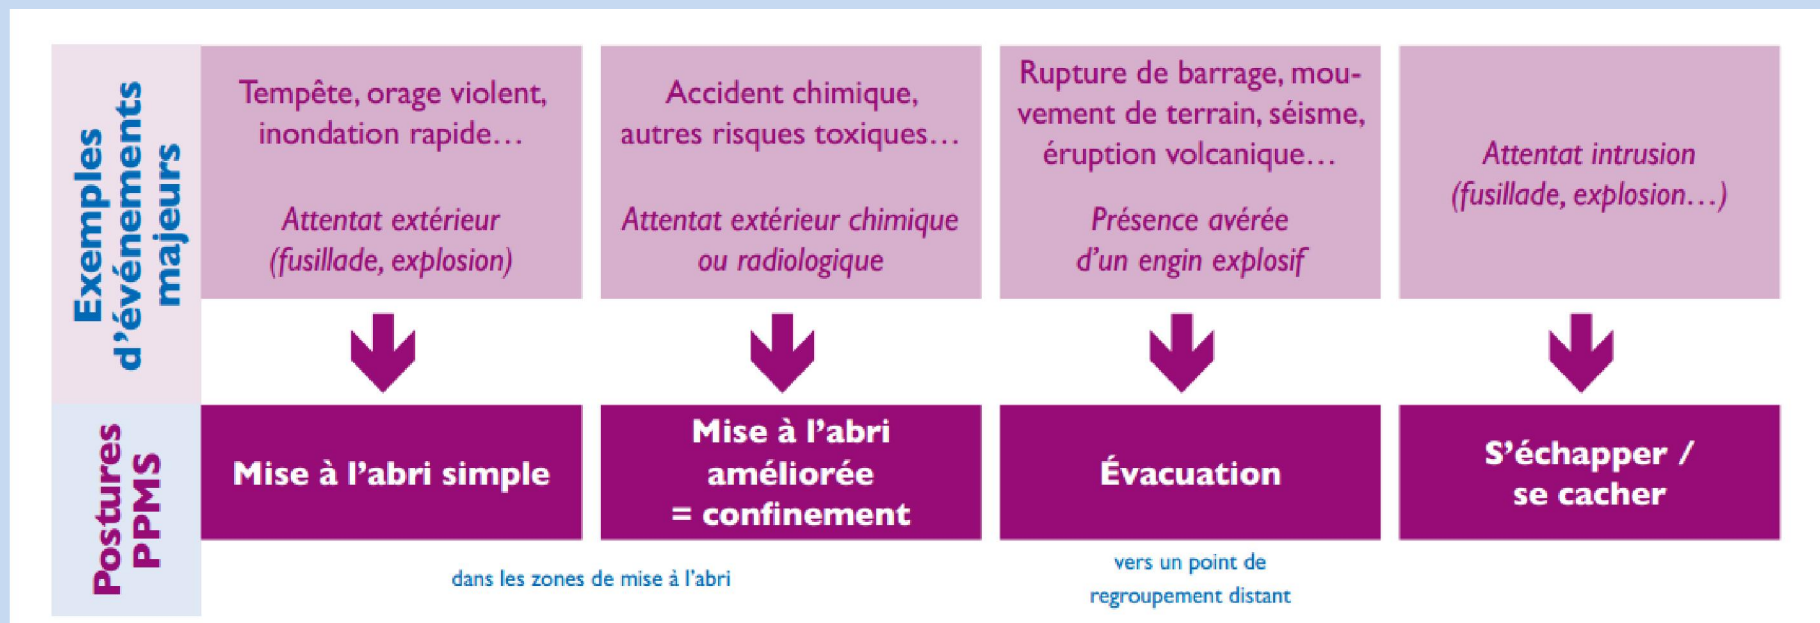 Exemples
d'événements
majeurs
Tempête, orage violent,
inondation rapide…
Attentat extérieur
(fusillade, explosion)
Accident chimique,
autres risques toxiques…
Attentat extérieur chimique
ou radiologique
Rupture de barrage, mou-
vement de terrain, séisme,
éruption volcanique…
Présence avérée
d'un engin explosif
Attentat intrusion
(fusillade, explosion…)
Postures
PPMS
Mise à l'abri simple
Mise à l'abri
améliorée
= confinement
Évacuation
S'échapper /
se cacher
dans les zones de mise à l'abri
vers un point de
regroupement distant